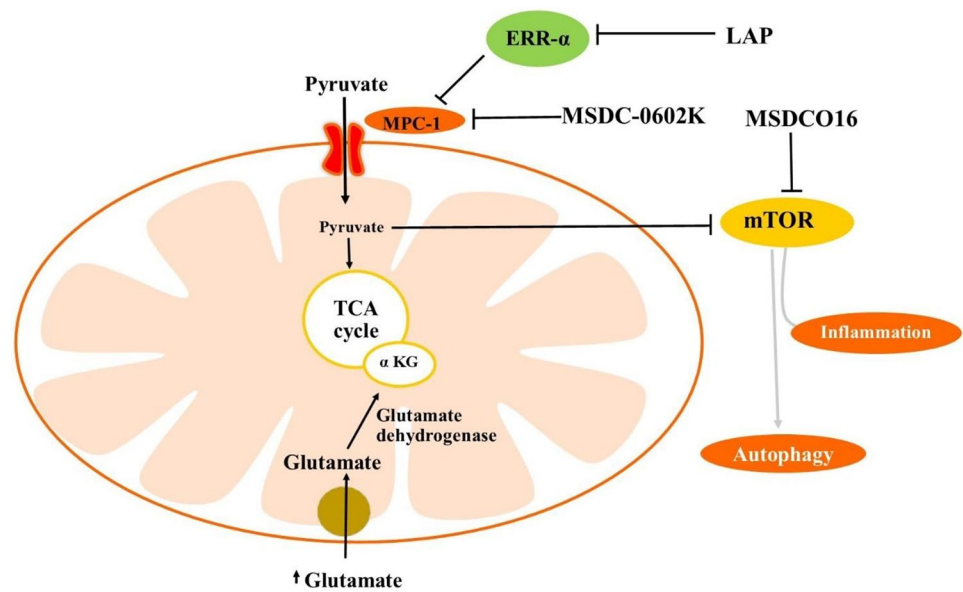 ERR-α
LAP
Pyruvate
MPC-1
MSDC-0602K
MSDCO16
Pyruvate
mTOR
TCA
cycle
Inflammation
α KG
Glutamate
dehydrogenase
Glutamate
Autophagy
Glutamate